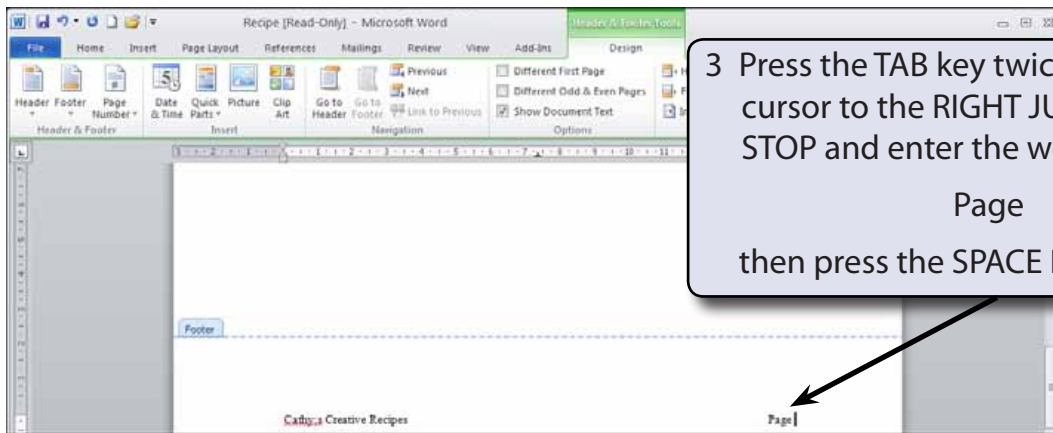 Recipe [Read-Only] - Microsoft Word
Header & Footer Tools
File Home Insert Page Layout References Mailings Review View Add-Ins Design
Header Footer Page Number
Date & Time Quick Parts Picture Clip Art
Go to Header Go to Footer Previous
Next
Link to Previous
Different First Page
Different Odd & Even Pages
Show Document Text
Header & Footer Insert Navigation Options
3 Press the TAB key twic
cursor to the RIGHT JU
STOP and enter the w
Page
then press the SPACE
Footer
Cathy;s Creative Recipes Page